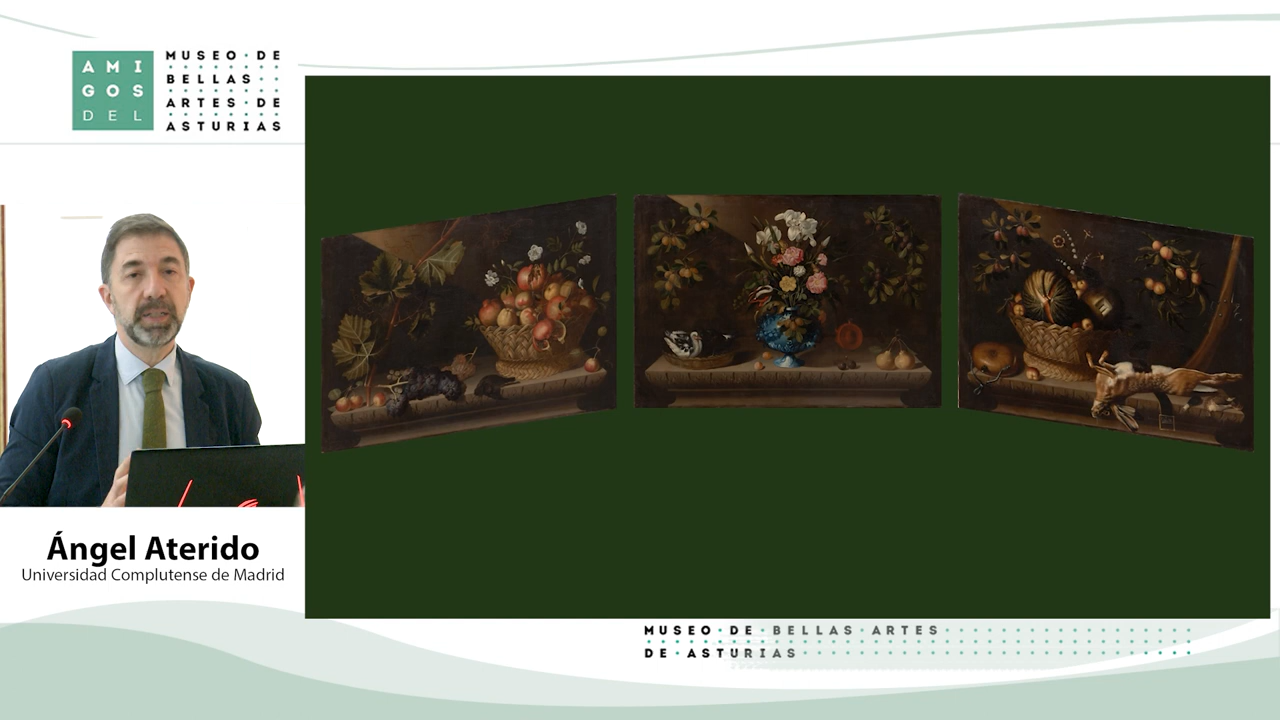 AMI
GOS
DEL
MUSEO DE
BELLAS
ARTES DE
ASTURIAS
Ángel Aterido
Universidad Complutense de Madrid
MUSEO DE BELLAS ARTES
DE ASTURIAS